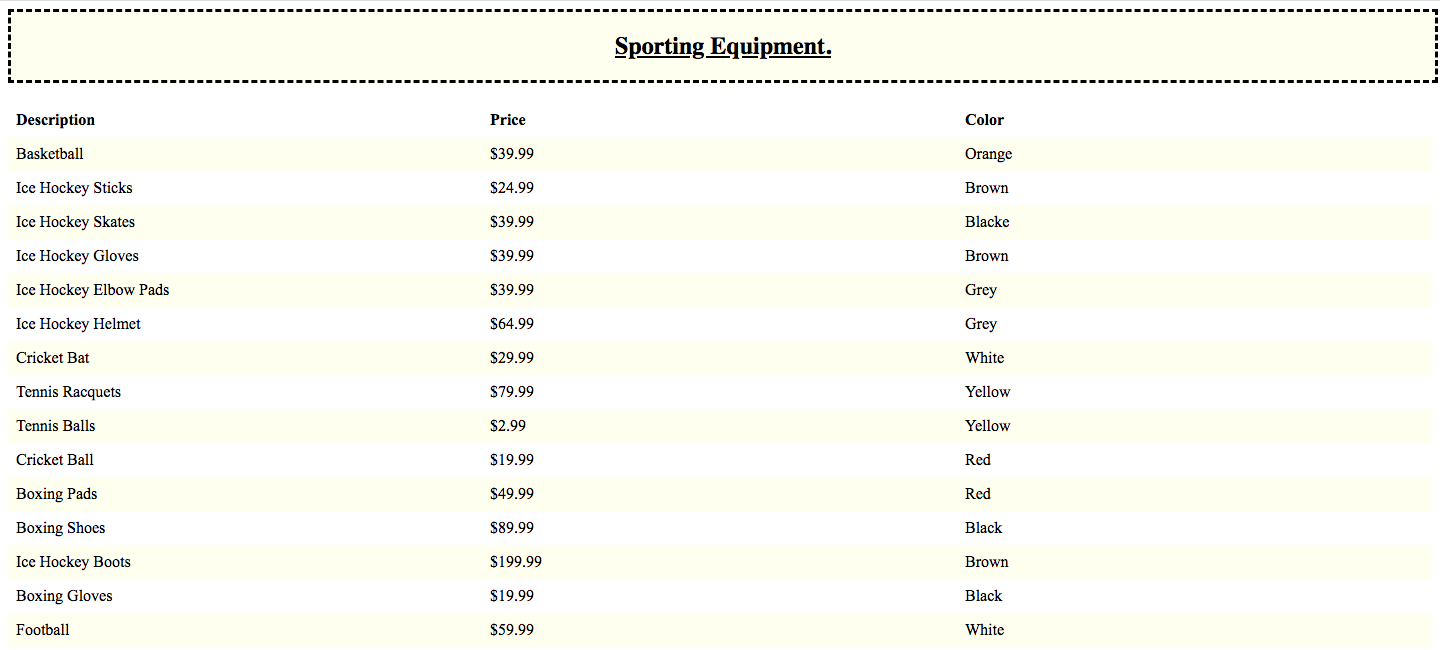 Sporting Equipment.
Description Price Color
Basketball $39.99 Orange
Ice Hockey Sticks $24.99 Brown
Ice Hockey Skates $39.99 Blacke
Ice Hockey Gloves $39.99 Brown
Ice Hockey Elbow Pads $39.99 Grey
Ice Hockey Helmet $64.99 Grey
Cricket Bat $29.99 White
Tennis Racquets $79.99 Yellow
Tennis Balls $2.99 Yellow
Cricket Ball $19.99 Red
Boxing Pads $49.99 Red
Boxing Shoes $89.99 Black
Ice Hockey Boots $199.99 Brown
Boxing Gloves $19.99 Black
Football $59.99 White